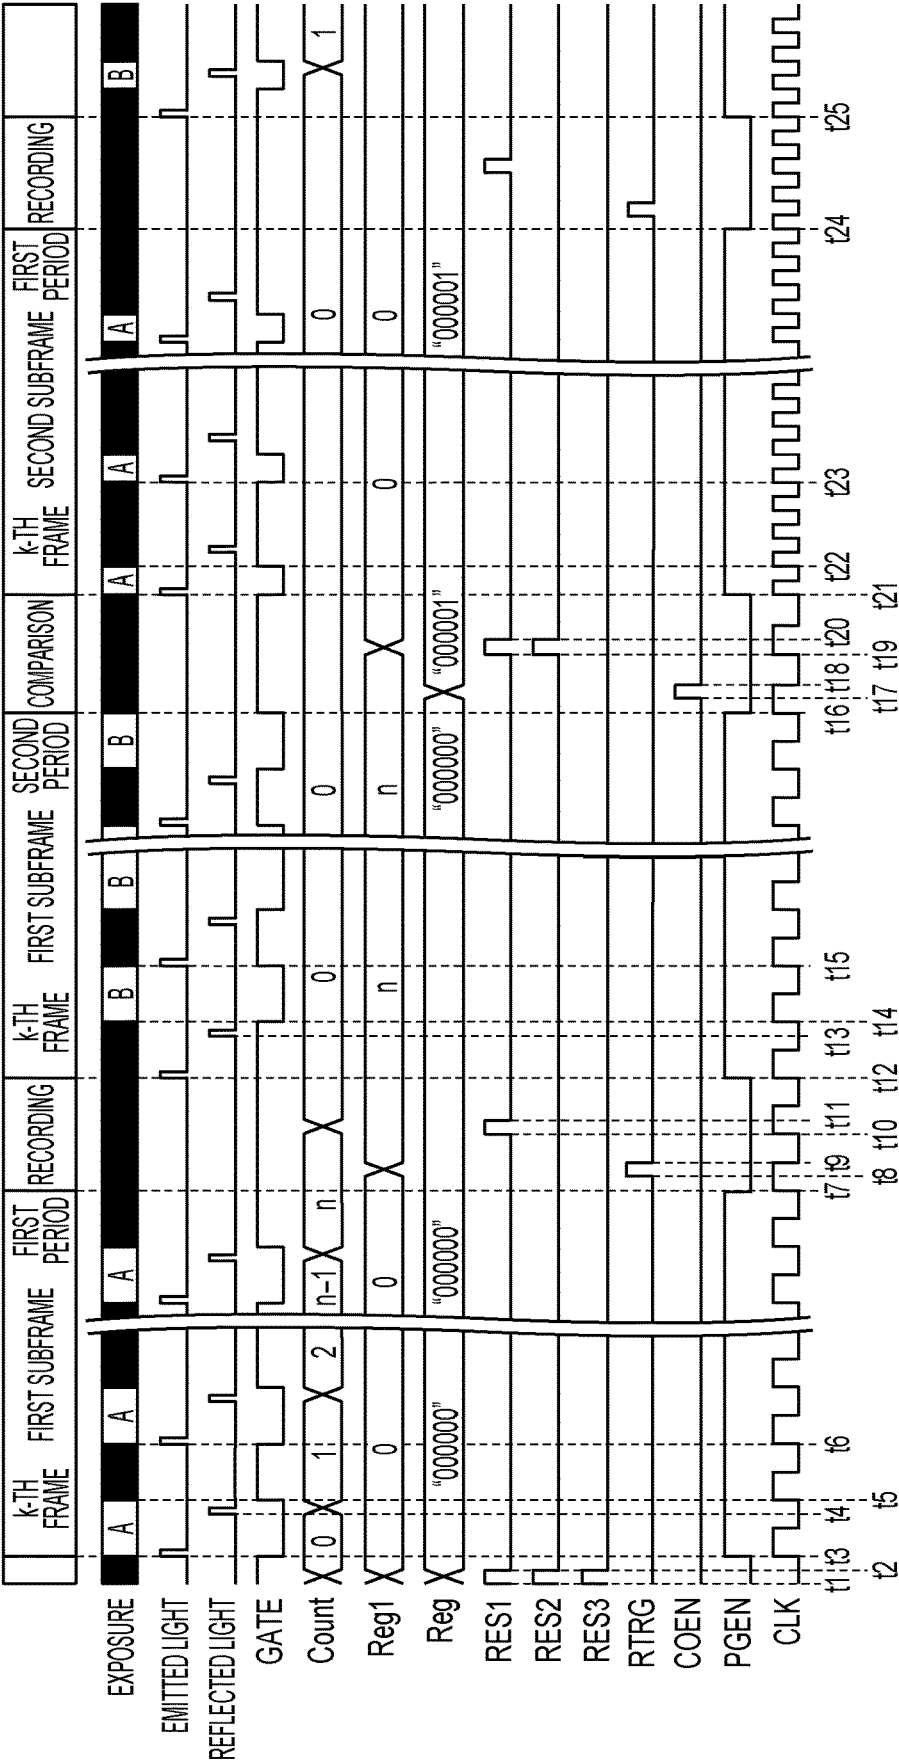 K-TH FRAME FIRST SUBFRAME FIRST PERIOD RECORDING K-TH FRAME FIRST SUBFRAME SECOND PERIOD COMPARISON K-TH FRAME SECOND SUBFRAME FIRST PERIOD RECORDING
EXPOSURE A A A B B B A A A B
EMITTED LIGHT
REFLECTED LIGHT
GATE
Count 0 1 2 n-1 n 0 0 0 1
Reg1 0 0 n n 0 0
Reg "000000" "000000" "000000" "000001" "000001"
RES1
RES2
RES3
RTRG
COEN
PGEN
CLK
t1 t3 t4 t6 t7 t9 t11 t13 t15 t16 t18 t20 t22 t23 t24 t25
t2 t5 t8 t10 t12 t14 t17 t19 t21